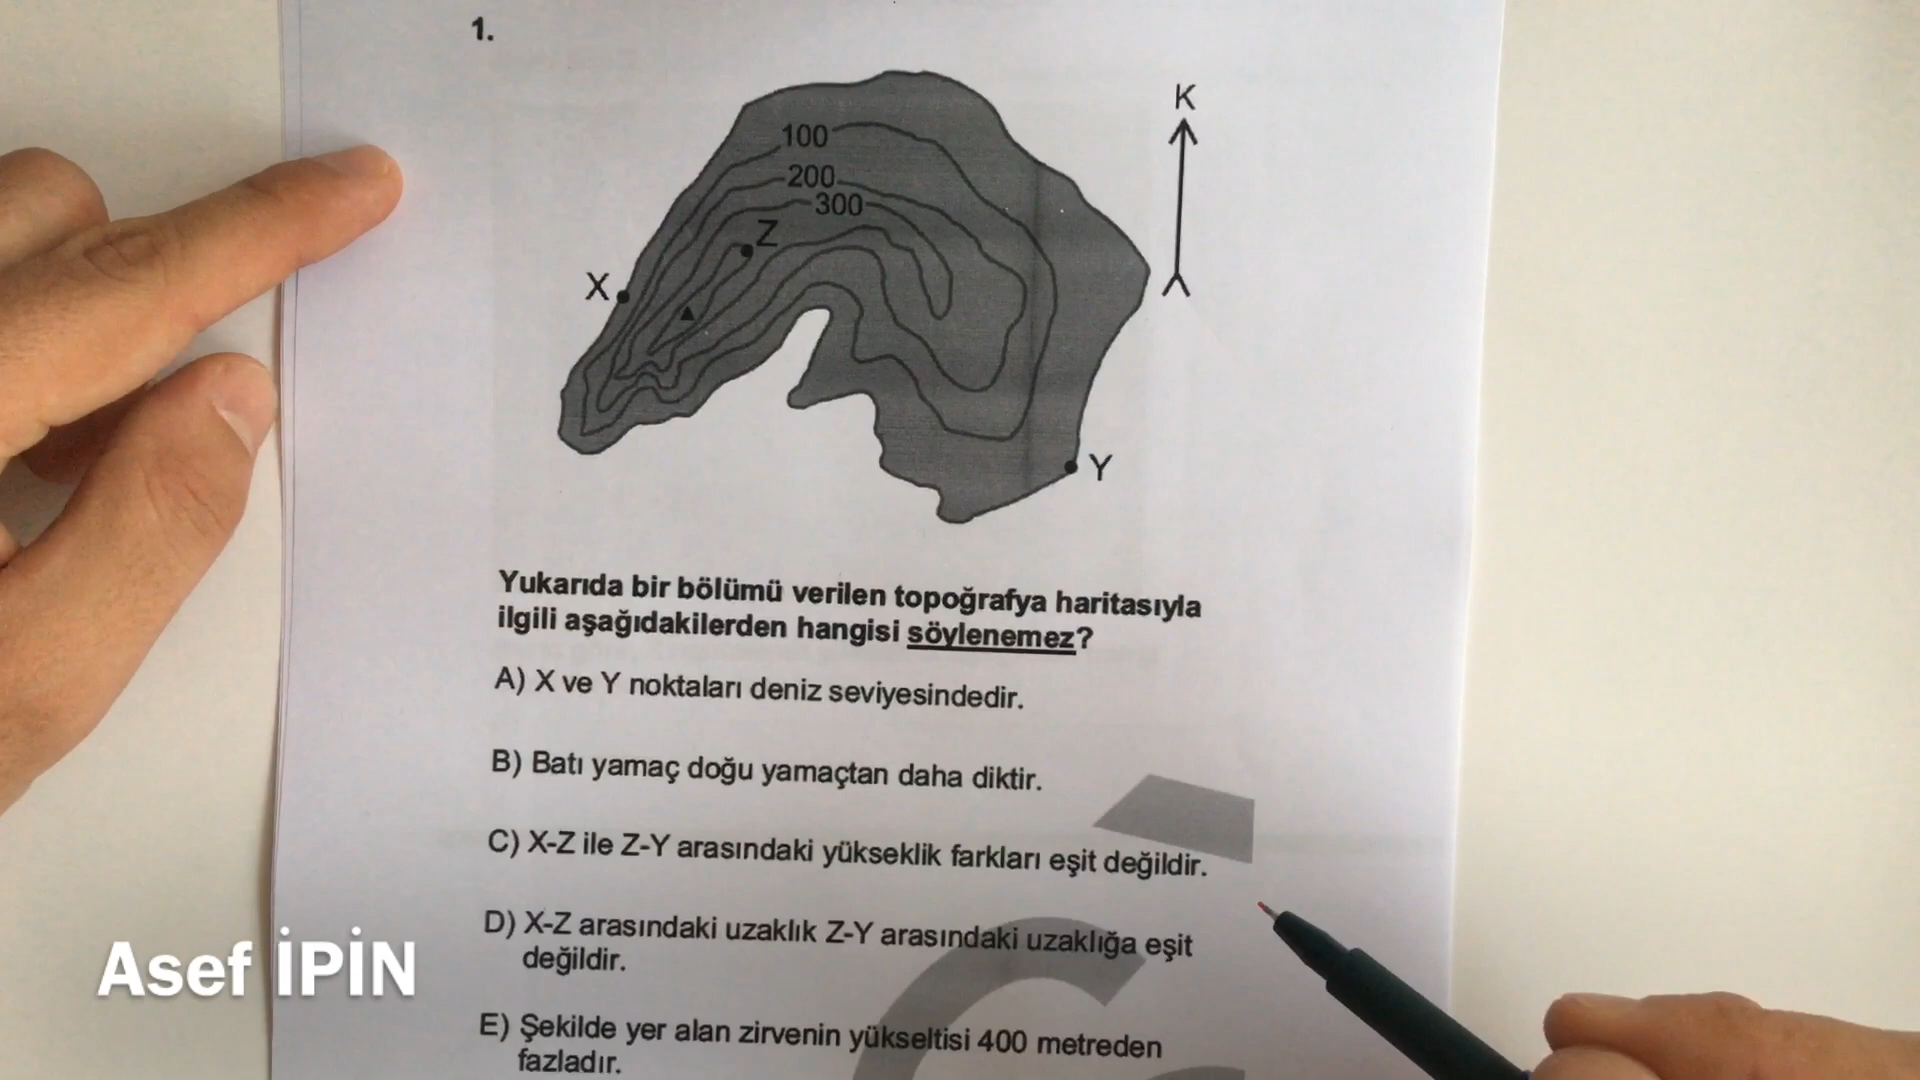 1.
K
100
200
300
Z
X
Y
Yukarıda bir bölümü verilen topoğrafya haritasıyla
ilgili aşağıdakilerden hangisi söylenemez?
A) X ve Y noktaları deniz seviyesindedir.
B) Batı yamaç doğu yamaçtan daha diktir.
C) X-Z ile Z-Y arasındaki yükseklik farkları eşit değildir.
D) X-Z arasındaki uzaklık Z-Y arasındaki uzaklığa eşit
değildir.
E) Şekilde yer alan zirvenin yükseltisi 400 metreden
fazladır.
Asef İPİN